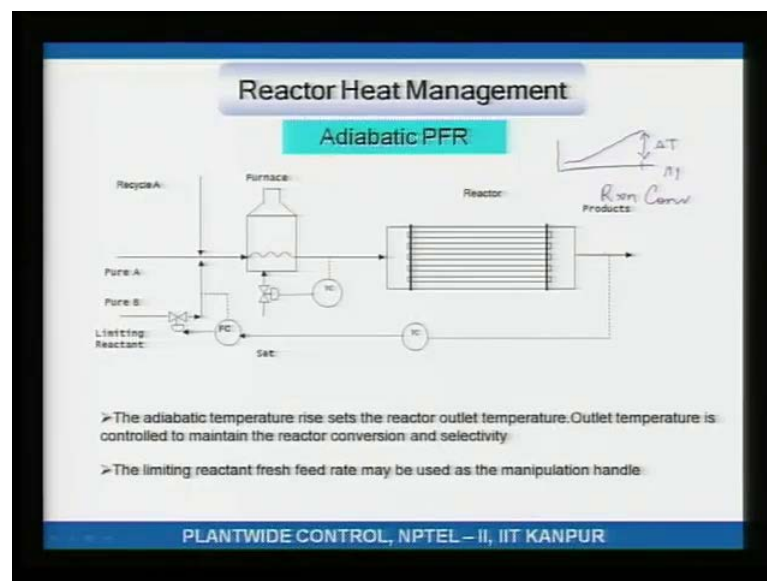 Reactor Heat Management
Adiabatic PFR
ΔT
Rxn Conv
Recycle A
Furnace
Reactor
Products
Pure A
TC
Pure B
Limiting
Reactant
FC
Set
TC
➢The adiabatic temperature rise sets the reactor outlet temperature.Outlet temperature is
controlled to maintain the reactor conversion and selectivity
➢The limiting reactant fresh feed rate may be used as the manipulation handle
PLANTWIDE CONTROL, NPTEL – II, IIT KANPUR